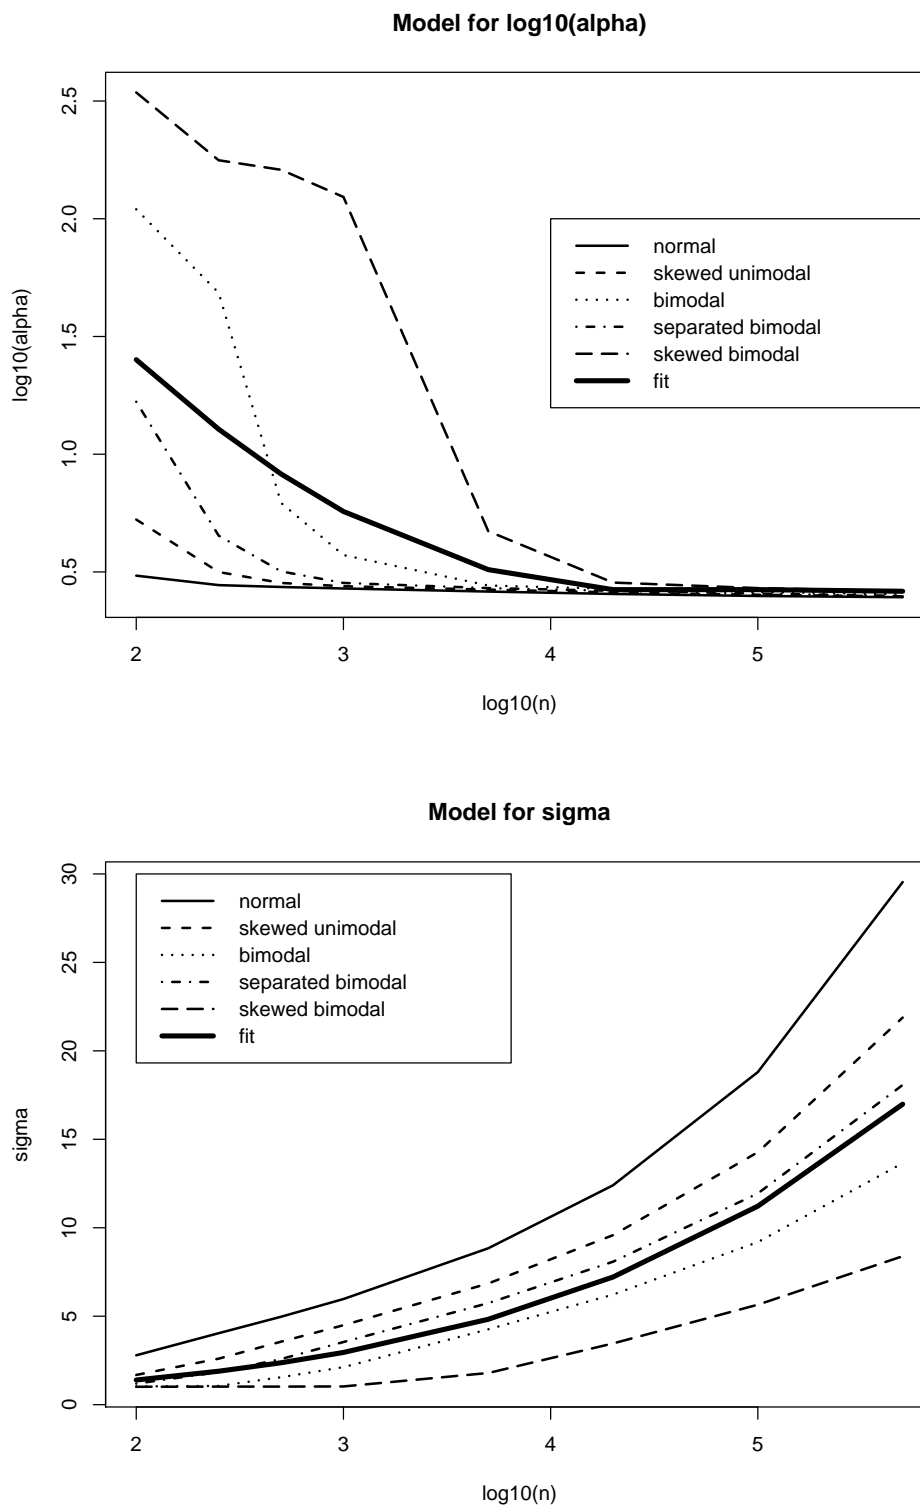 Model for log10(alpha)
2.5
2.0
1.5
1.0
0.5
log10(alpha)
normal
skewed unimodal
bimodal
separated bimodal
skewed bimodal
fit
2 3 4 5
log10(n)
Model for sigma
30
25
20
15
10
5
0
sigma
normal
skewed unimodal
bimodal
separated bimodal
skewed bimodal
fit
2 3 4 5
log10(n)